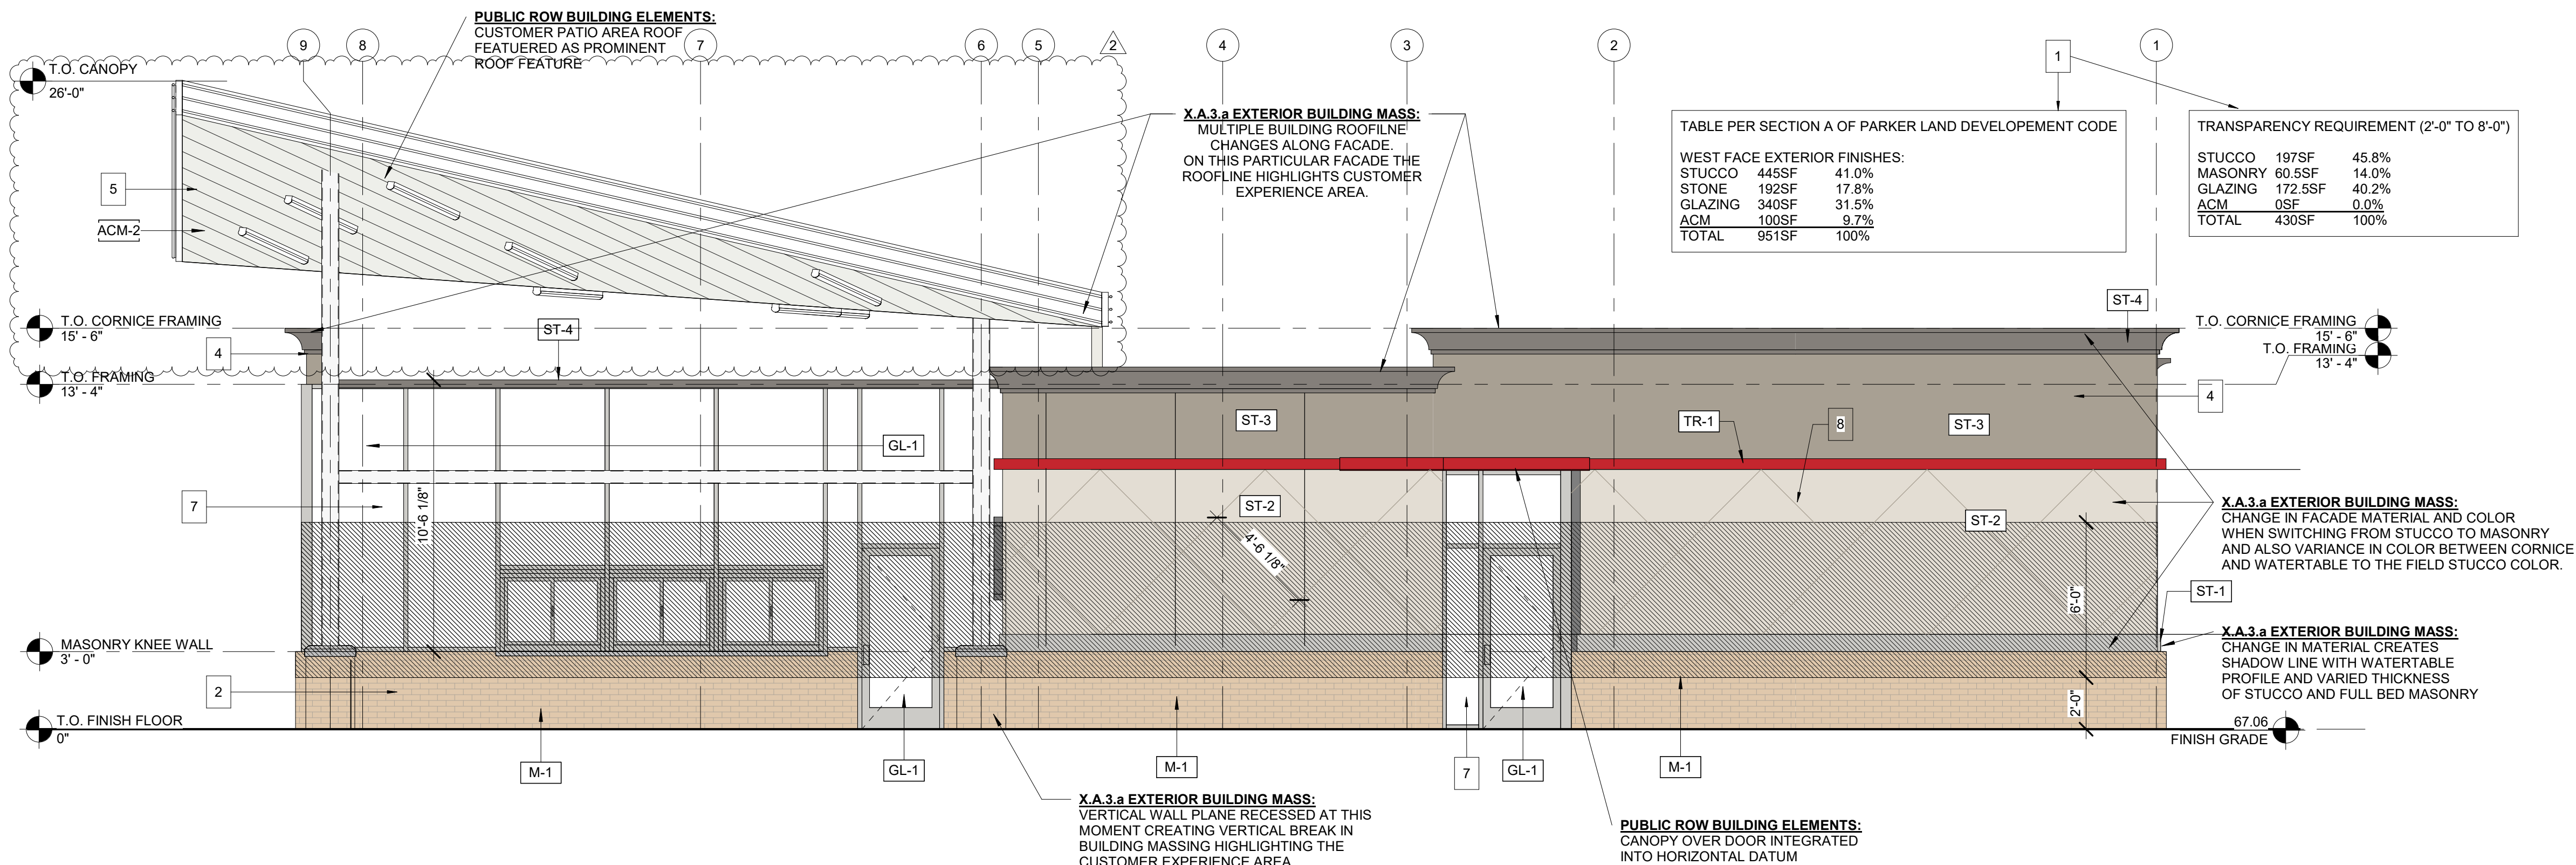 PUBLIC ROW BUILDING ELEMENTS:
CUSTOMER PATIO AREA ROOF
FEATUERED AS PROMINENT
ROOF FEATURE
9
8
7
6
5
2
4
3
2
1
1
T.O. CANOPY
26'-0"
X.A.3.a EXTERIOR BUILDING MASS:
MULTIPLE BUILDING ROOFILNE
CHANGES ALONG FACADE.
ON THIS PARTICULAR FACADE THE
ROOFLINE HIGHLIGHTS CUSTOMER
EXPERIENCE AREA.
TABLE PER SECTION A OF PARKER LAND DEVELOPEMENT CODE
WEST FACE EXTERIOR FINISHES:
STUCCO 445SF 41.0%
STONE 192SF 17.8%
GLAZING 340SF 31.5%
ACM 100SF 9.7%
TOTAL 951SF 100%
TRANSPARENCY REQUIREMENT (2'-0" TO 8'-0")
STUCCO 197SF 45.8%
MASONRY 60.5SF 14.0%
GLAZING 172.5SF 40.2%
ACM 0SF 0.0%
TOTAL 430SF 100%
5
ACM-2
T.O. CORNICE FRAMING
15' - 6"
4
T.O. FRAMING
13' - 4"
ST-4
ST-4
T.O. CORNICE FRAMING
15' - 6"
T.O. FRAMING
13' - 4"
4
ST-3
TR-1
8
ST-3
GL-1
7
10'-6 1/8"
ST-2
4'-6 1/8"
ST-2
6'-0"
X.A.3.a EXTERIOR BUILDING MASS:
CHANGE IN FACADE MATERIAL AND COLOR
WHEN SWITCHING FROM STUCCO TO MASONRY
AND ALSO VARIANCE IN COLOR BETWEEN CORNICE
AND WATERTABLE TO THE FIELD STUCCO COLOR.
ST-1
X.A.3.a EXTERIOR BUILDING MASS:
CHANGE IN MATERIAL CREATES
SHADOW LINE WITH WATERTABLE
PROFILE AND VARIED THICKNESS
OF STUCCO AND FULL BED MASONRY
MASONRY KNEE WALL
3' - 0"
2
2'-0"
T.O. FINISH FLOOR
0"
67.06
FINISH GRADE
M-1
GL-1
M-1
7
GL-1
M-1
X.A.3.a EXTERIOR BUILDING MASS:
VERTICAL WALL PLANE RECESSED AT THIS
MOMENT CREATING VERTICAL BREAK IN
BUILDING MASSING HIGHLIGHTING THE
CUSTOMER EXPERIENCE AREA
PUBLIC ROW BUILDING ELEMENTS:
CANOPY OVER DOOR INTEGRATED
INTO HORIZONTAL DATUM